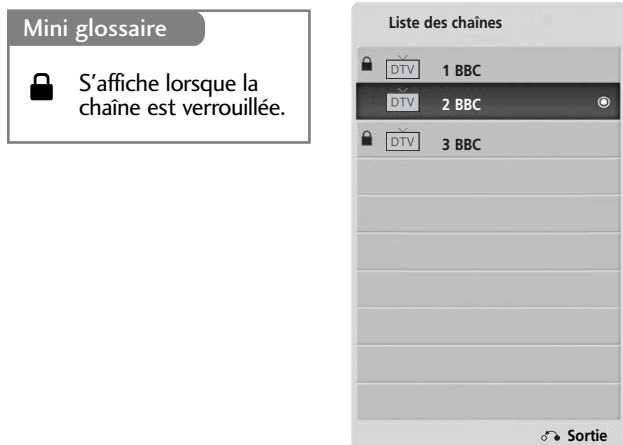 Mini glossaire
S’affiche lorsque la
chaîne est verrouillée.
Liste des chaînes
DTV 1 BBC
DTV 2 BBC
DTV 3 BBC
Sortie